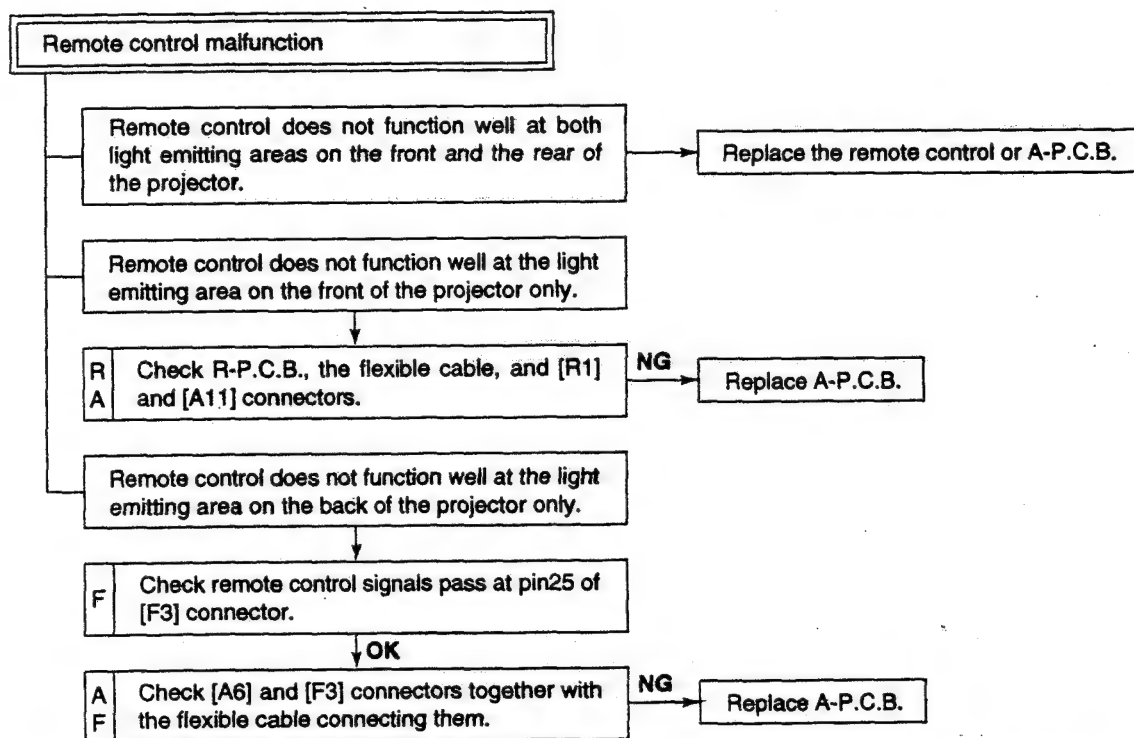 Remote control malfunction
Remote control does not function well at both
light emitting areas on the front and the rear of
the projector.
Replace the remote control or A-P.C.B.
Remote control does not function well at the light
emitting area on the front of the projector only.
R
A
Check R-P.C.B., the flexible cable, and [R1]
and [A11] connectors.
NG
Replace A-P.C.B.
Remote control does not function well at the light
emitting area on the back of the projector only.
F
Check remote control signals pass at pin25 of
[F3] connector.
OK
A
F
Check [A6] and [F3] connectors together with
the flexible cable connecting them.
NG
Replace A-P.C.B.